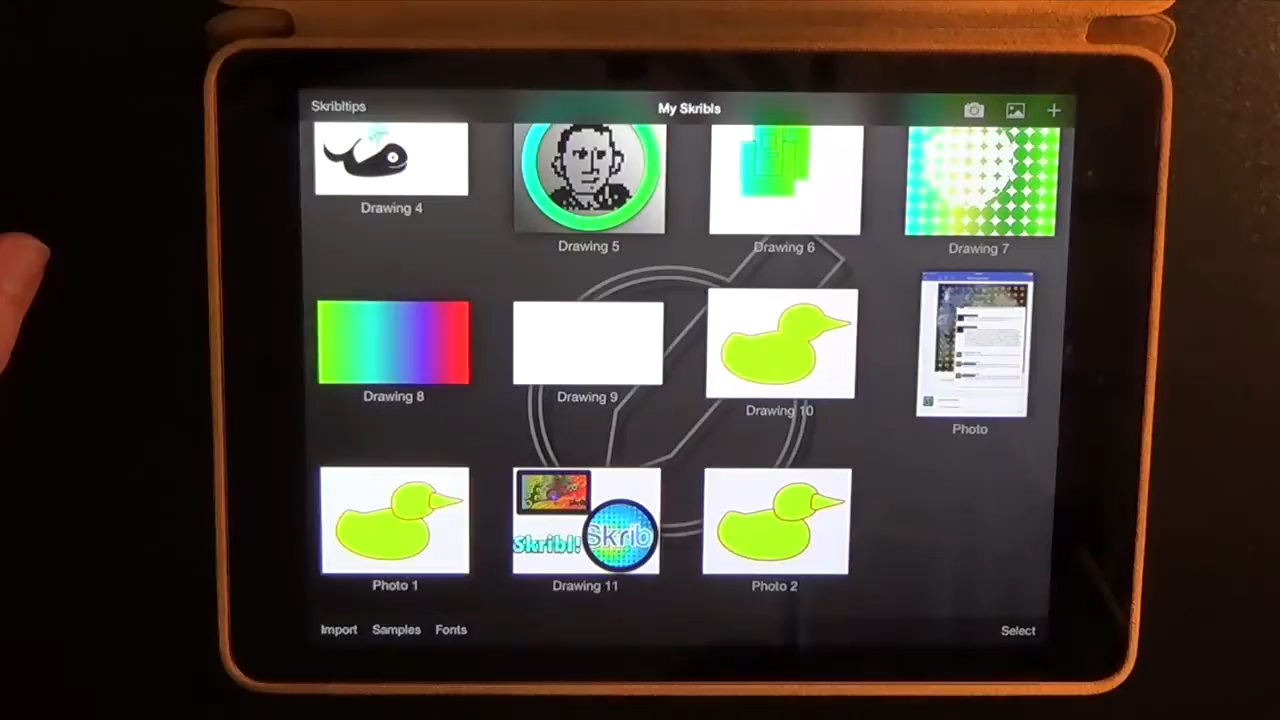 Skribltips
My Skribls
Drawing 4
Drawing 5
Drawing 6
Drawing 7
Drawing 8
Drawing 9
Drawing 10
Photo
Skribl!
Skrib
Photo 1
Drawing 11
Photo 2
Import
Samples
Fonts
Select